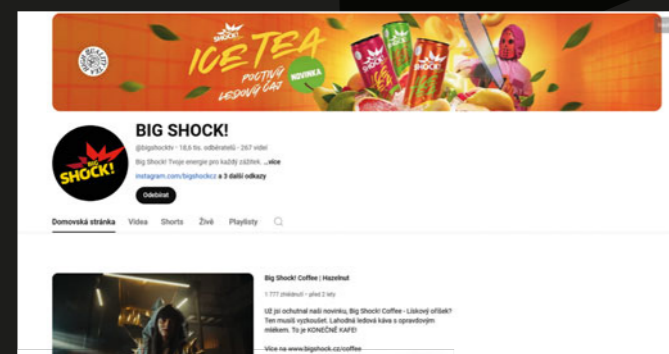 BIG
SHOCK!
ICE TEA
POCTIVÝ
LEDOVÝ ČAJ
NOVINKA
BIG
SHOCK!
BIG SHOCK!
@bigshocktv · 18,6 tis. odběratelů · 267 videí
Big Shock! Tvoje energie pro každý zážitek. ...více
instagram.com/bigshockcz a 3 další odkazy
Odebírat
Domovská stránka Videa Shorts Živě Playlisty
Big Shock! Coffee | Hazelnut
1 777 zhlédnutí · před 2 lety
Už jsi ochutnal naši novinku, Big Shock! Coffee - Lískový oříšek?
Ten musíš vyzkoušet. Lahodná ledová káva s opravdovým
mlékem. To je KONEČNĚ KAFE!
Více na www.bigshock.cz/coffee